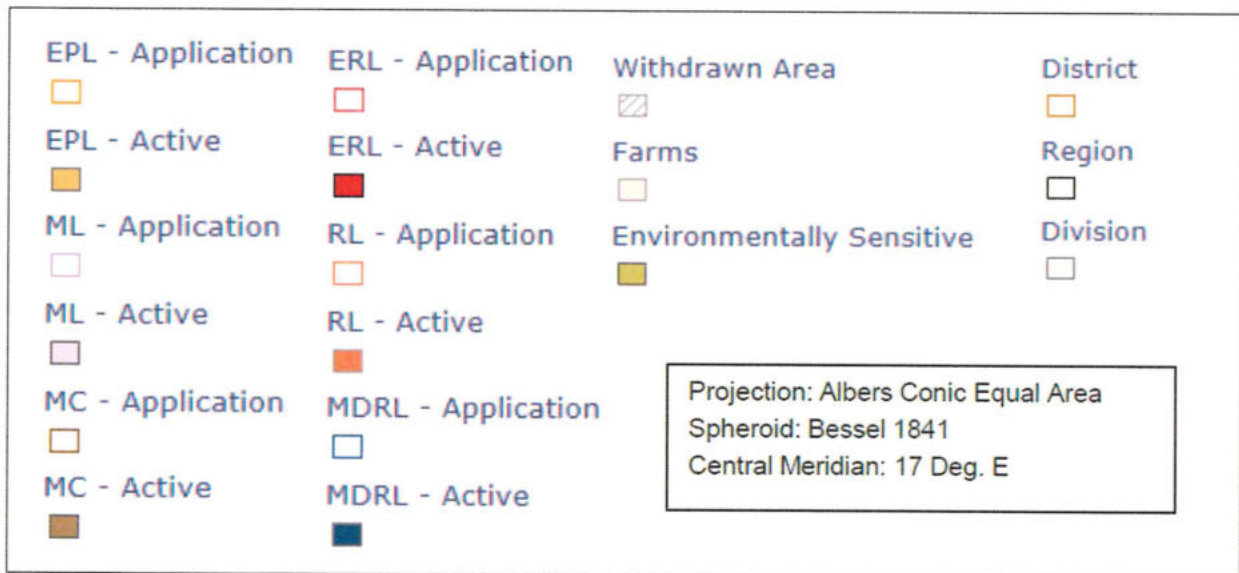 EPL - Application
EPL - Active
ML - Application
ML - Active
MC - Application
MC - Active
ERL - Application
ERL - Active
RL - Application
RL - Active
MDRL - Application
MDRL - Active
Withdrawn Area
Farms
Environmentally Sensitive
District
Region
Division
Projection: Albers Conic Equal Area
Spheroid: Bessel 1841
Central Meridian: 17 Deg. E